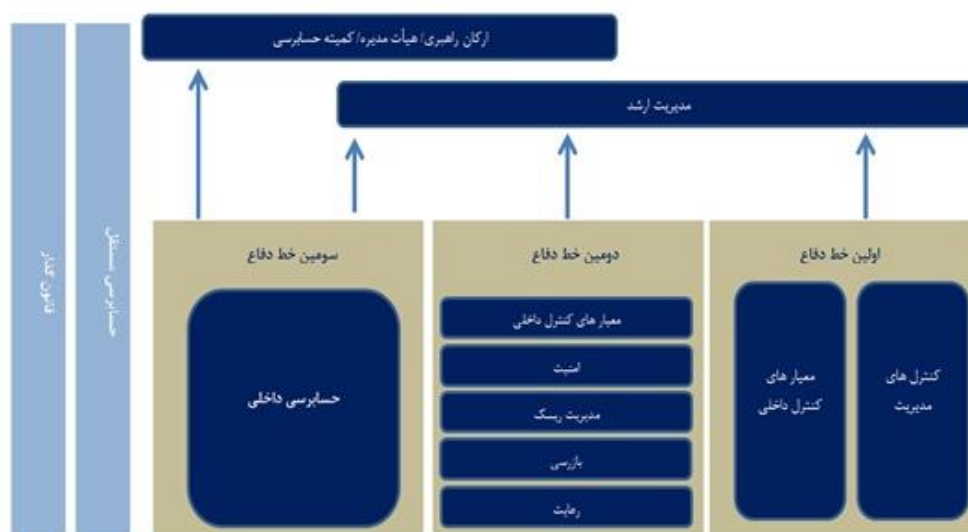 ارکان راهبری/ هیأت مدیره/ کمیته حسابرسی
مدیریت ارشد
اولین خط دفاع
کنترل های
مدیریت
معیار های
کنترل داخلی
دومین خط دفاع
معیار های کنترل داخلی
امنیت
مدیریت ریسک
بازرسی
رعایت
سومین خط دفاع
حسابرسی داخلی
حسابرسی مستقل
قانون گذار